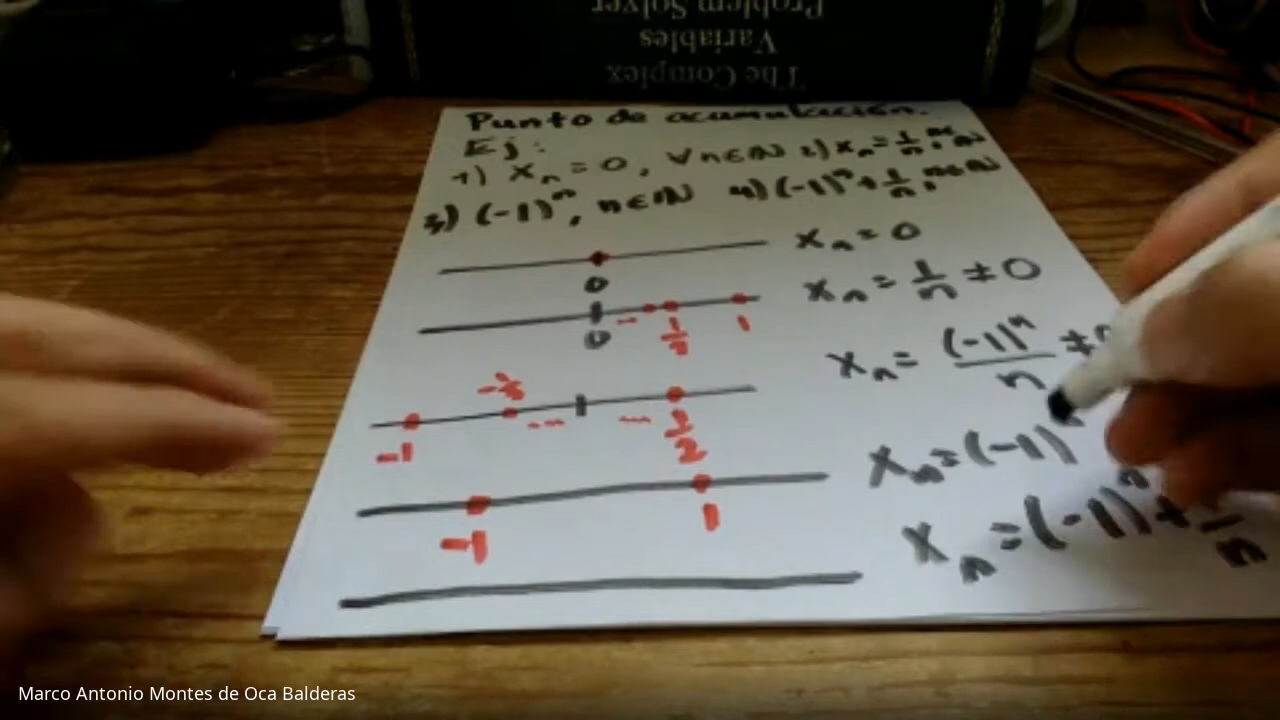 The Complex
Variables
Problem Solver
Punto de acumulación.
Ej:
1) Xₙ = 0, ∀n∈ℕ 2) Xₙ = 1/n, n∈ℕ
3) (-1)ⁿ, n∈ℕ 4) (-1)ⁿ + 1/n, n∈ℕ
0
Xₙ = 0
0 ... 1/2 1
Xₙ = 1/n ≠ 0
-1 -1/3 ... ... 1/2
Xₙ = (-1)ⁿ/n ≠
-1 1
Xₙ = (-1)
Xₙ = (-1)ⁿ + 1/n
Marco Antonio Montes de Oca Balderas